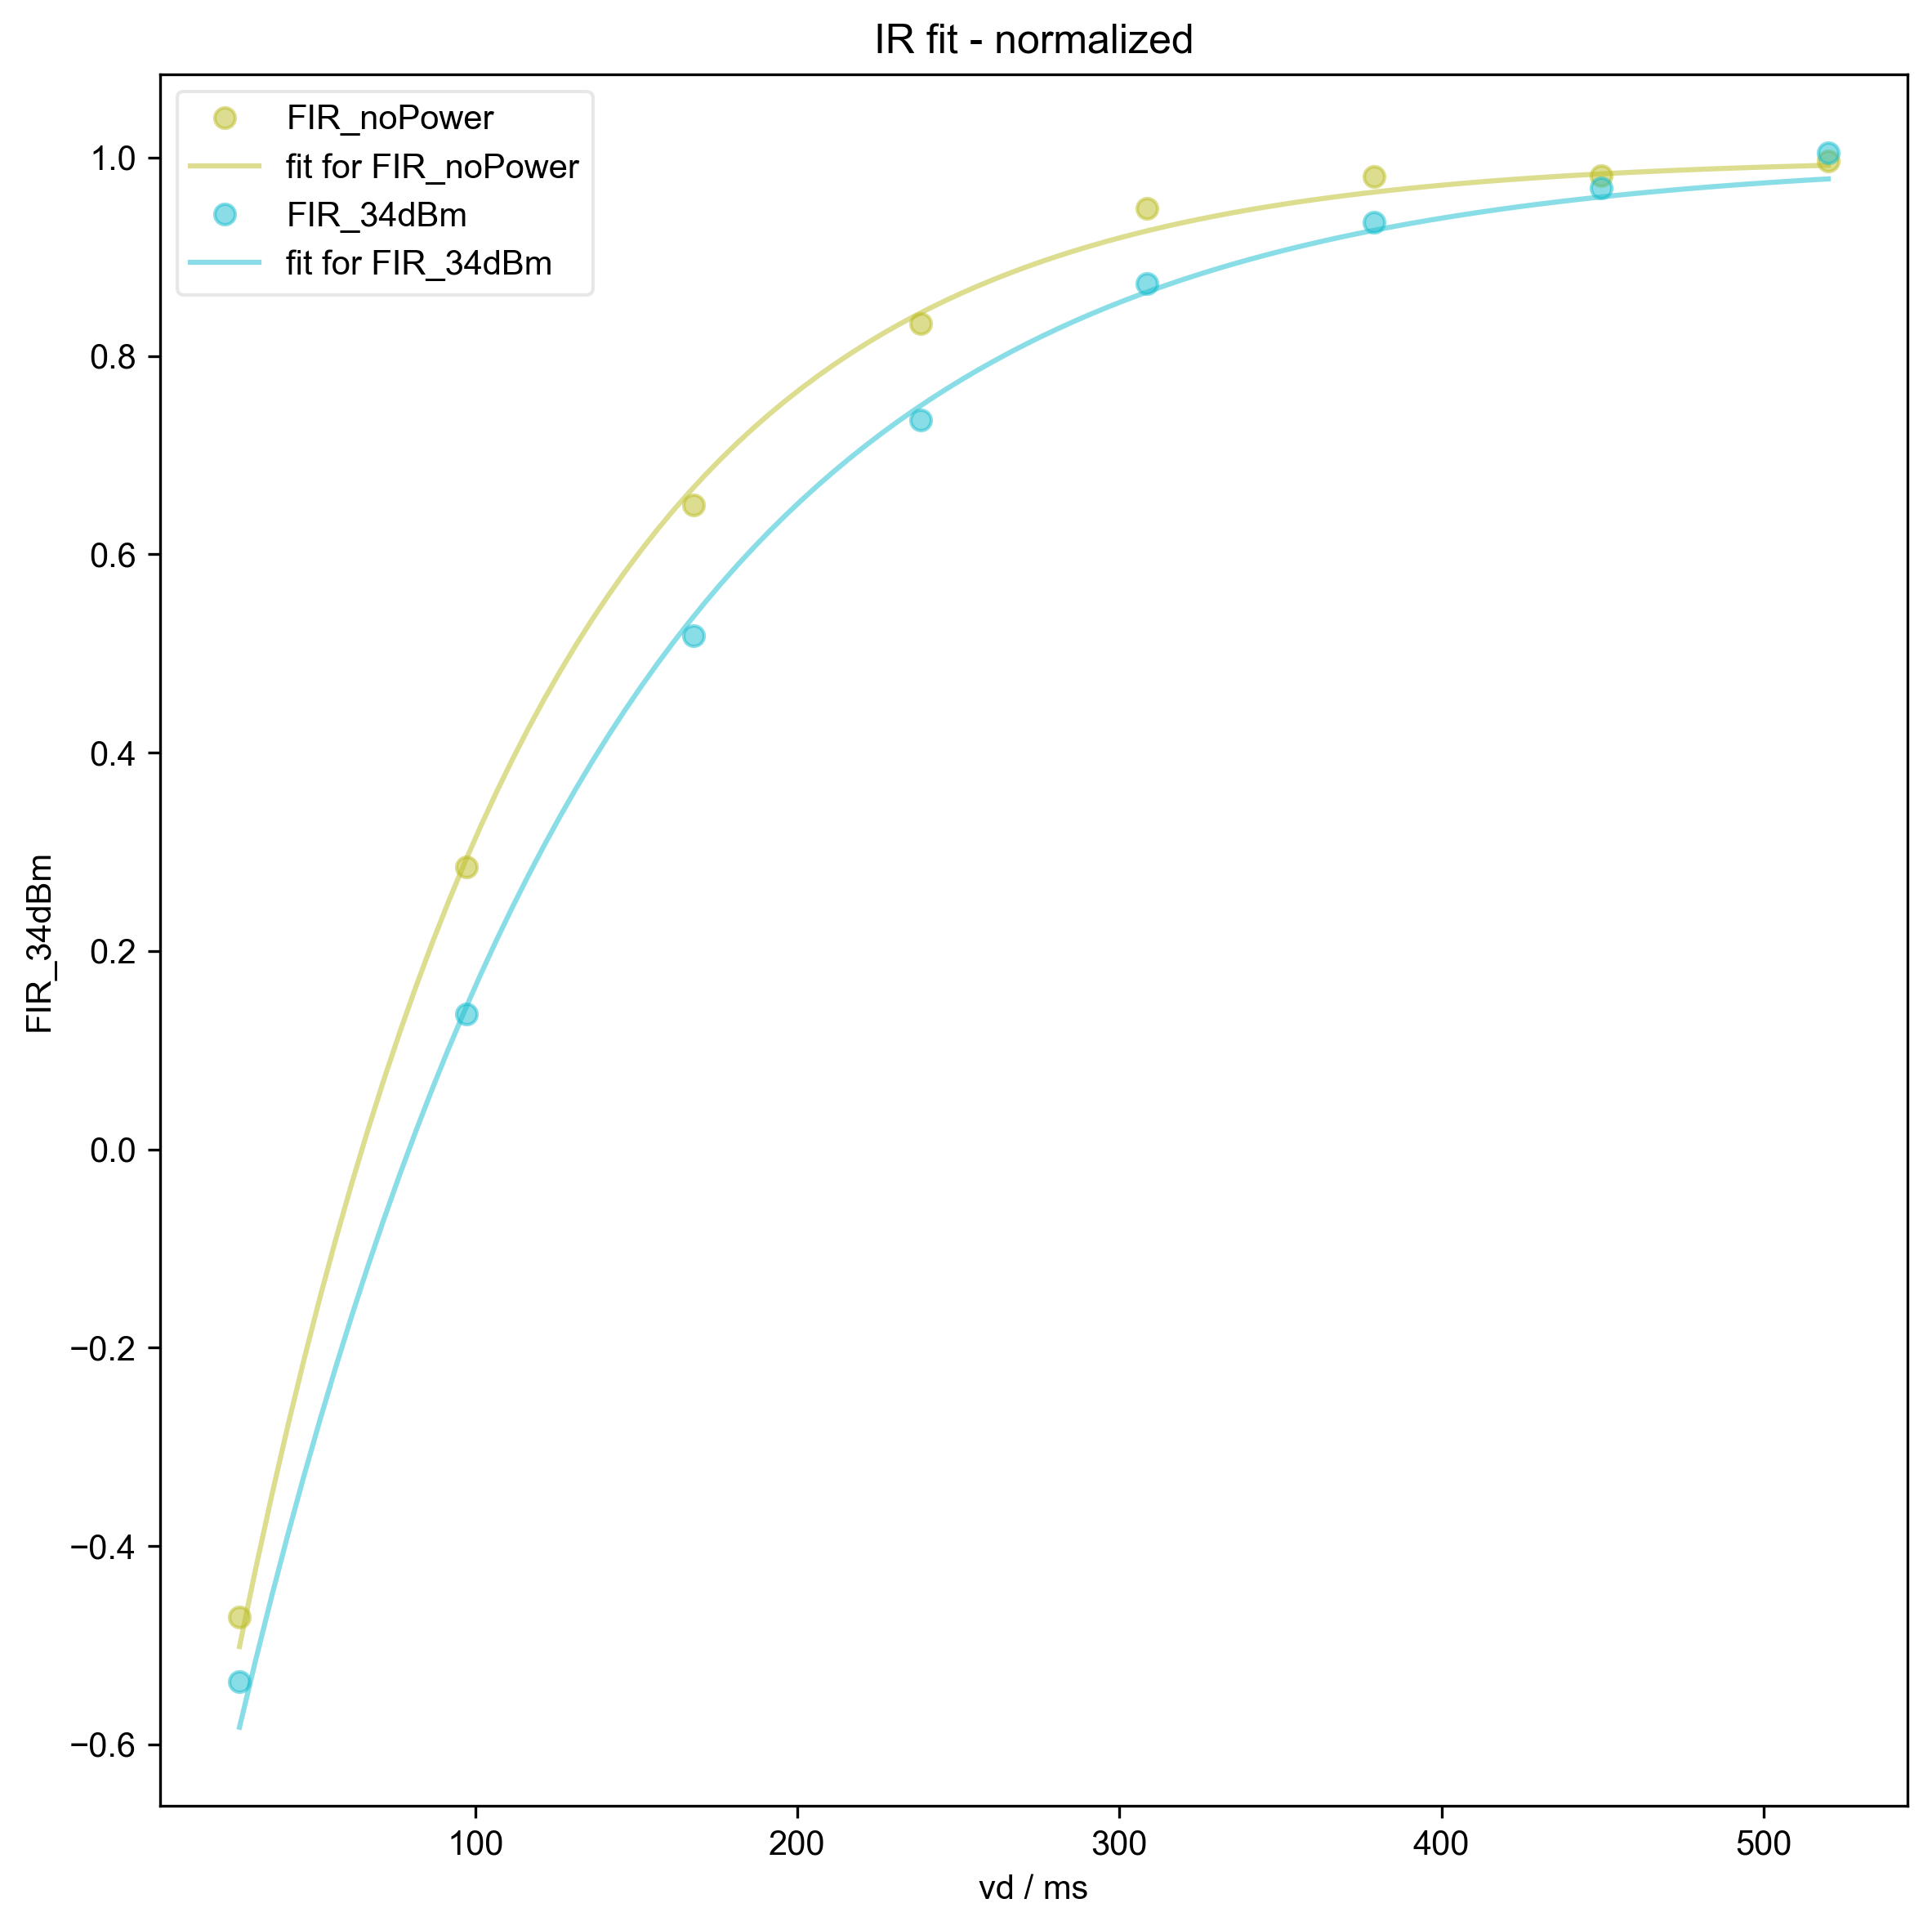 IR fit - normalized
FIR_noPower
fit for FIR_noPower
FIR_34dBm
fit for FIR_34dBm
1.0
0.8
0.6
0.4
0.2
0.0
−0.2
−0.4
−0.6
FIR_34dBm
100 200 300 400 500
vd / ms